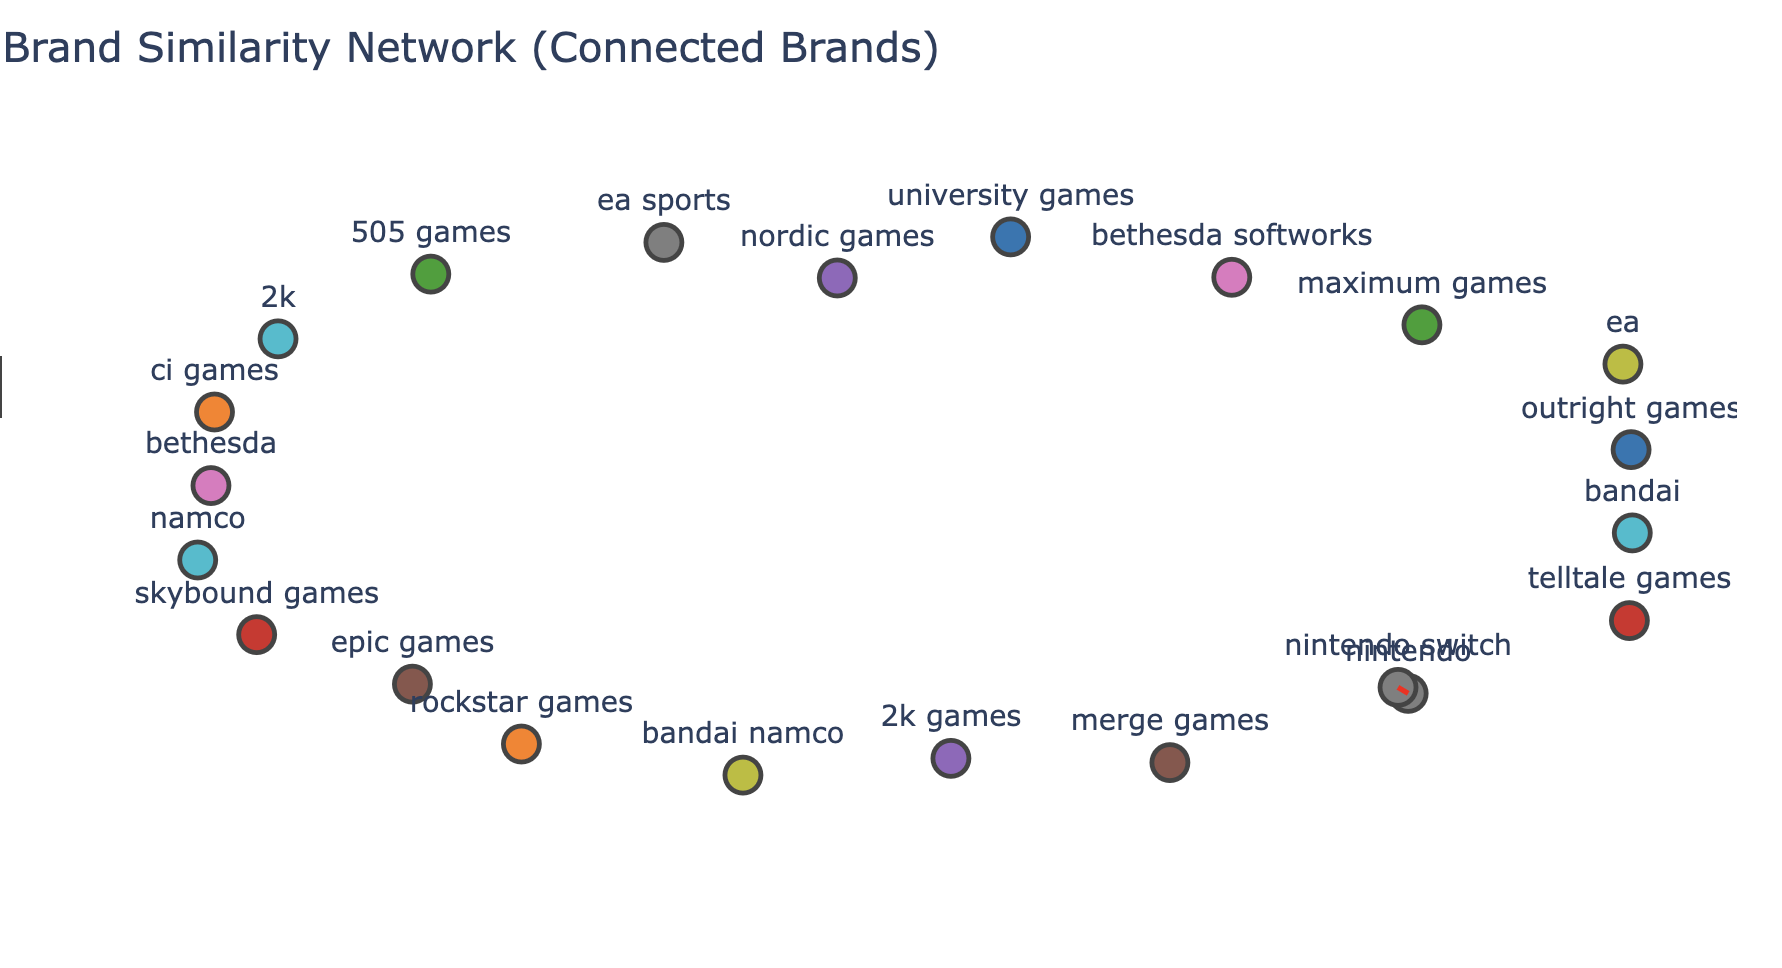 Brand Similarity Network (Connected Brands)
university games
ea sports
505 games
nordic games
bethesda softworks
maximum games
2k
ea
ci games
outright games
bethesda
bandai
namco
telltale games
skybound games
epic games
nintendo switch
nintendo
rockstar games
2k games
merge games
bandai namco